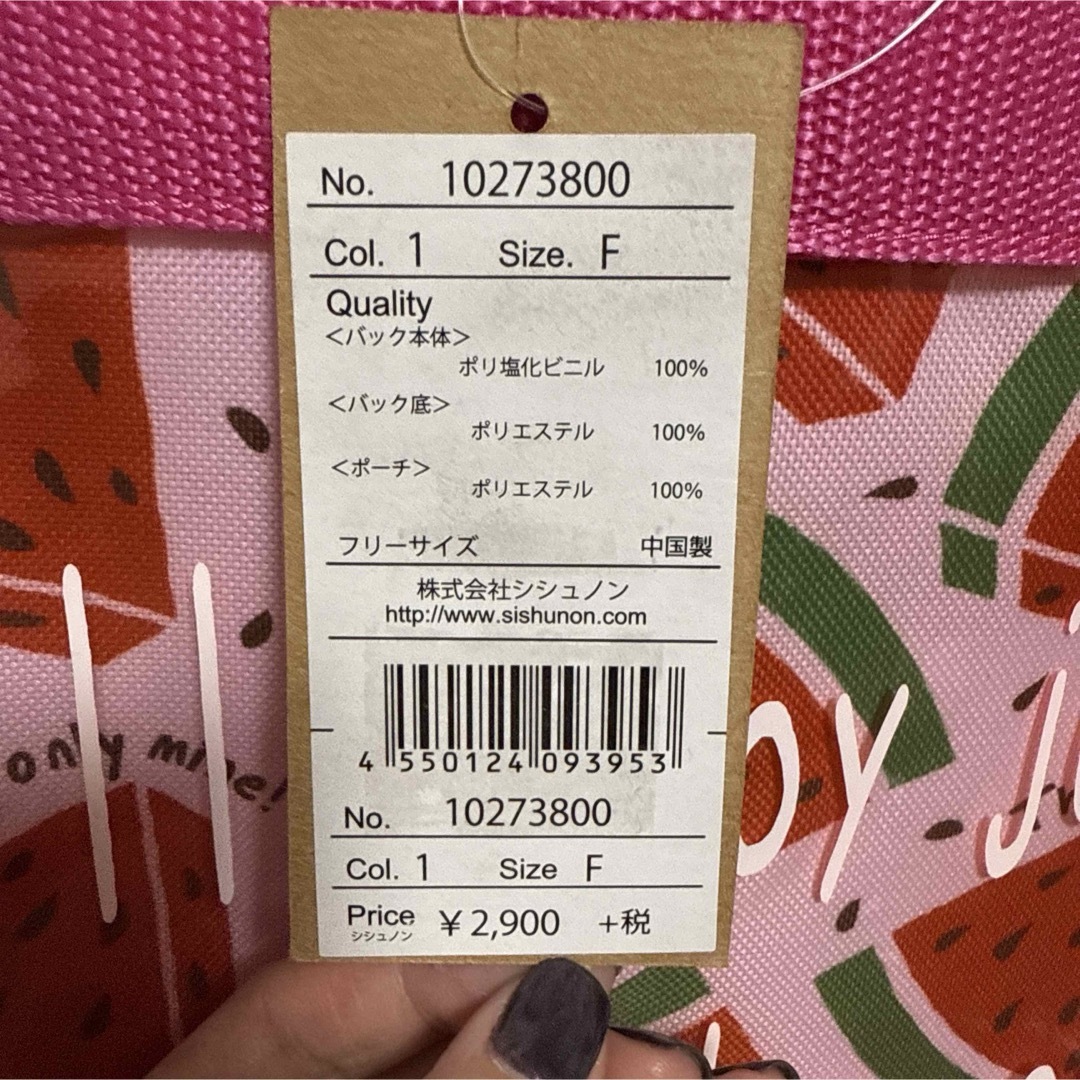 No. 10273800
Col. 1 Size. F
Quality
＜バック本体＞
ポリ塩化ビニル 100%
＜バック底＞
ポリエステル 100%
＜ポーチ＞
ポリエステル 100%
フリーサイズ 中国製
株式会社シシュノン
http://www.sishunon.com
4 550124 093953
No. 10273800
Col. 1 Size F
Price ¥2,900 +税
シシュノン
only mine!